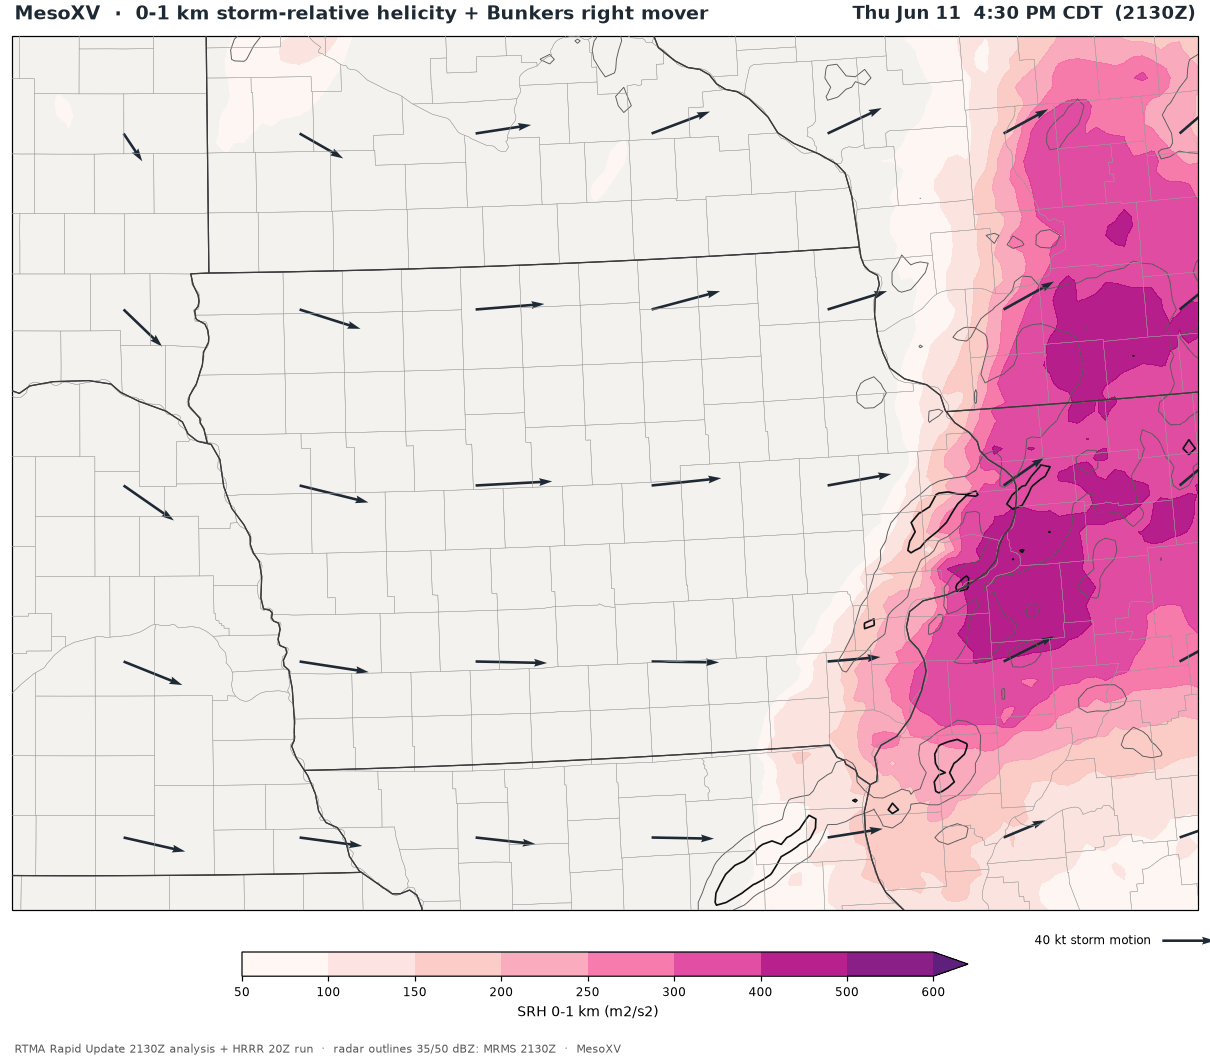 MesoXV · 0-1 km storm-relative helicity + Bunkers right mover
Thu Jun 11 4:30 PM CDT (2130Z)
40 kt storm motion
50 100 150 200 250 300 400 500 600
SRH 0-1 km (m2/s2)
RTMA Rapid Update 2130Z analysis + HRRR 20Z run · radar outlines 35/50 dBZ: MRMS 2130Z · MesoXV